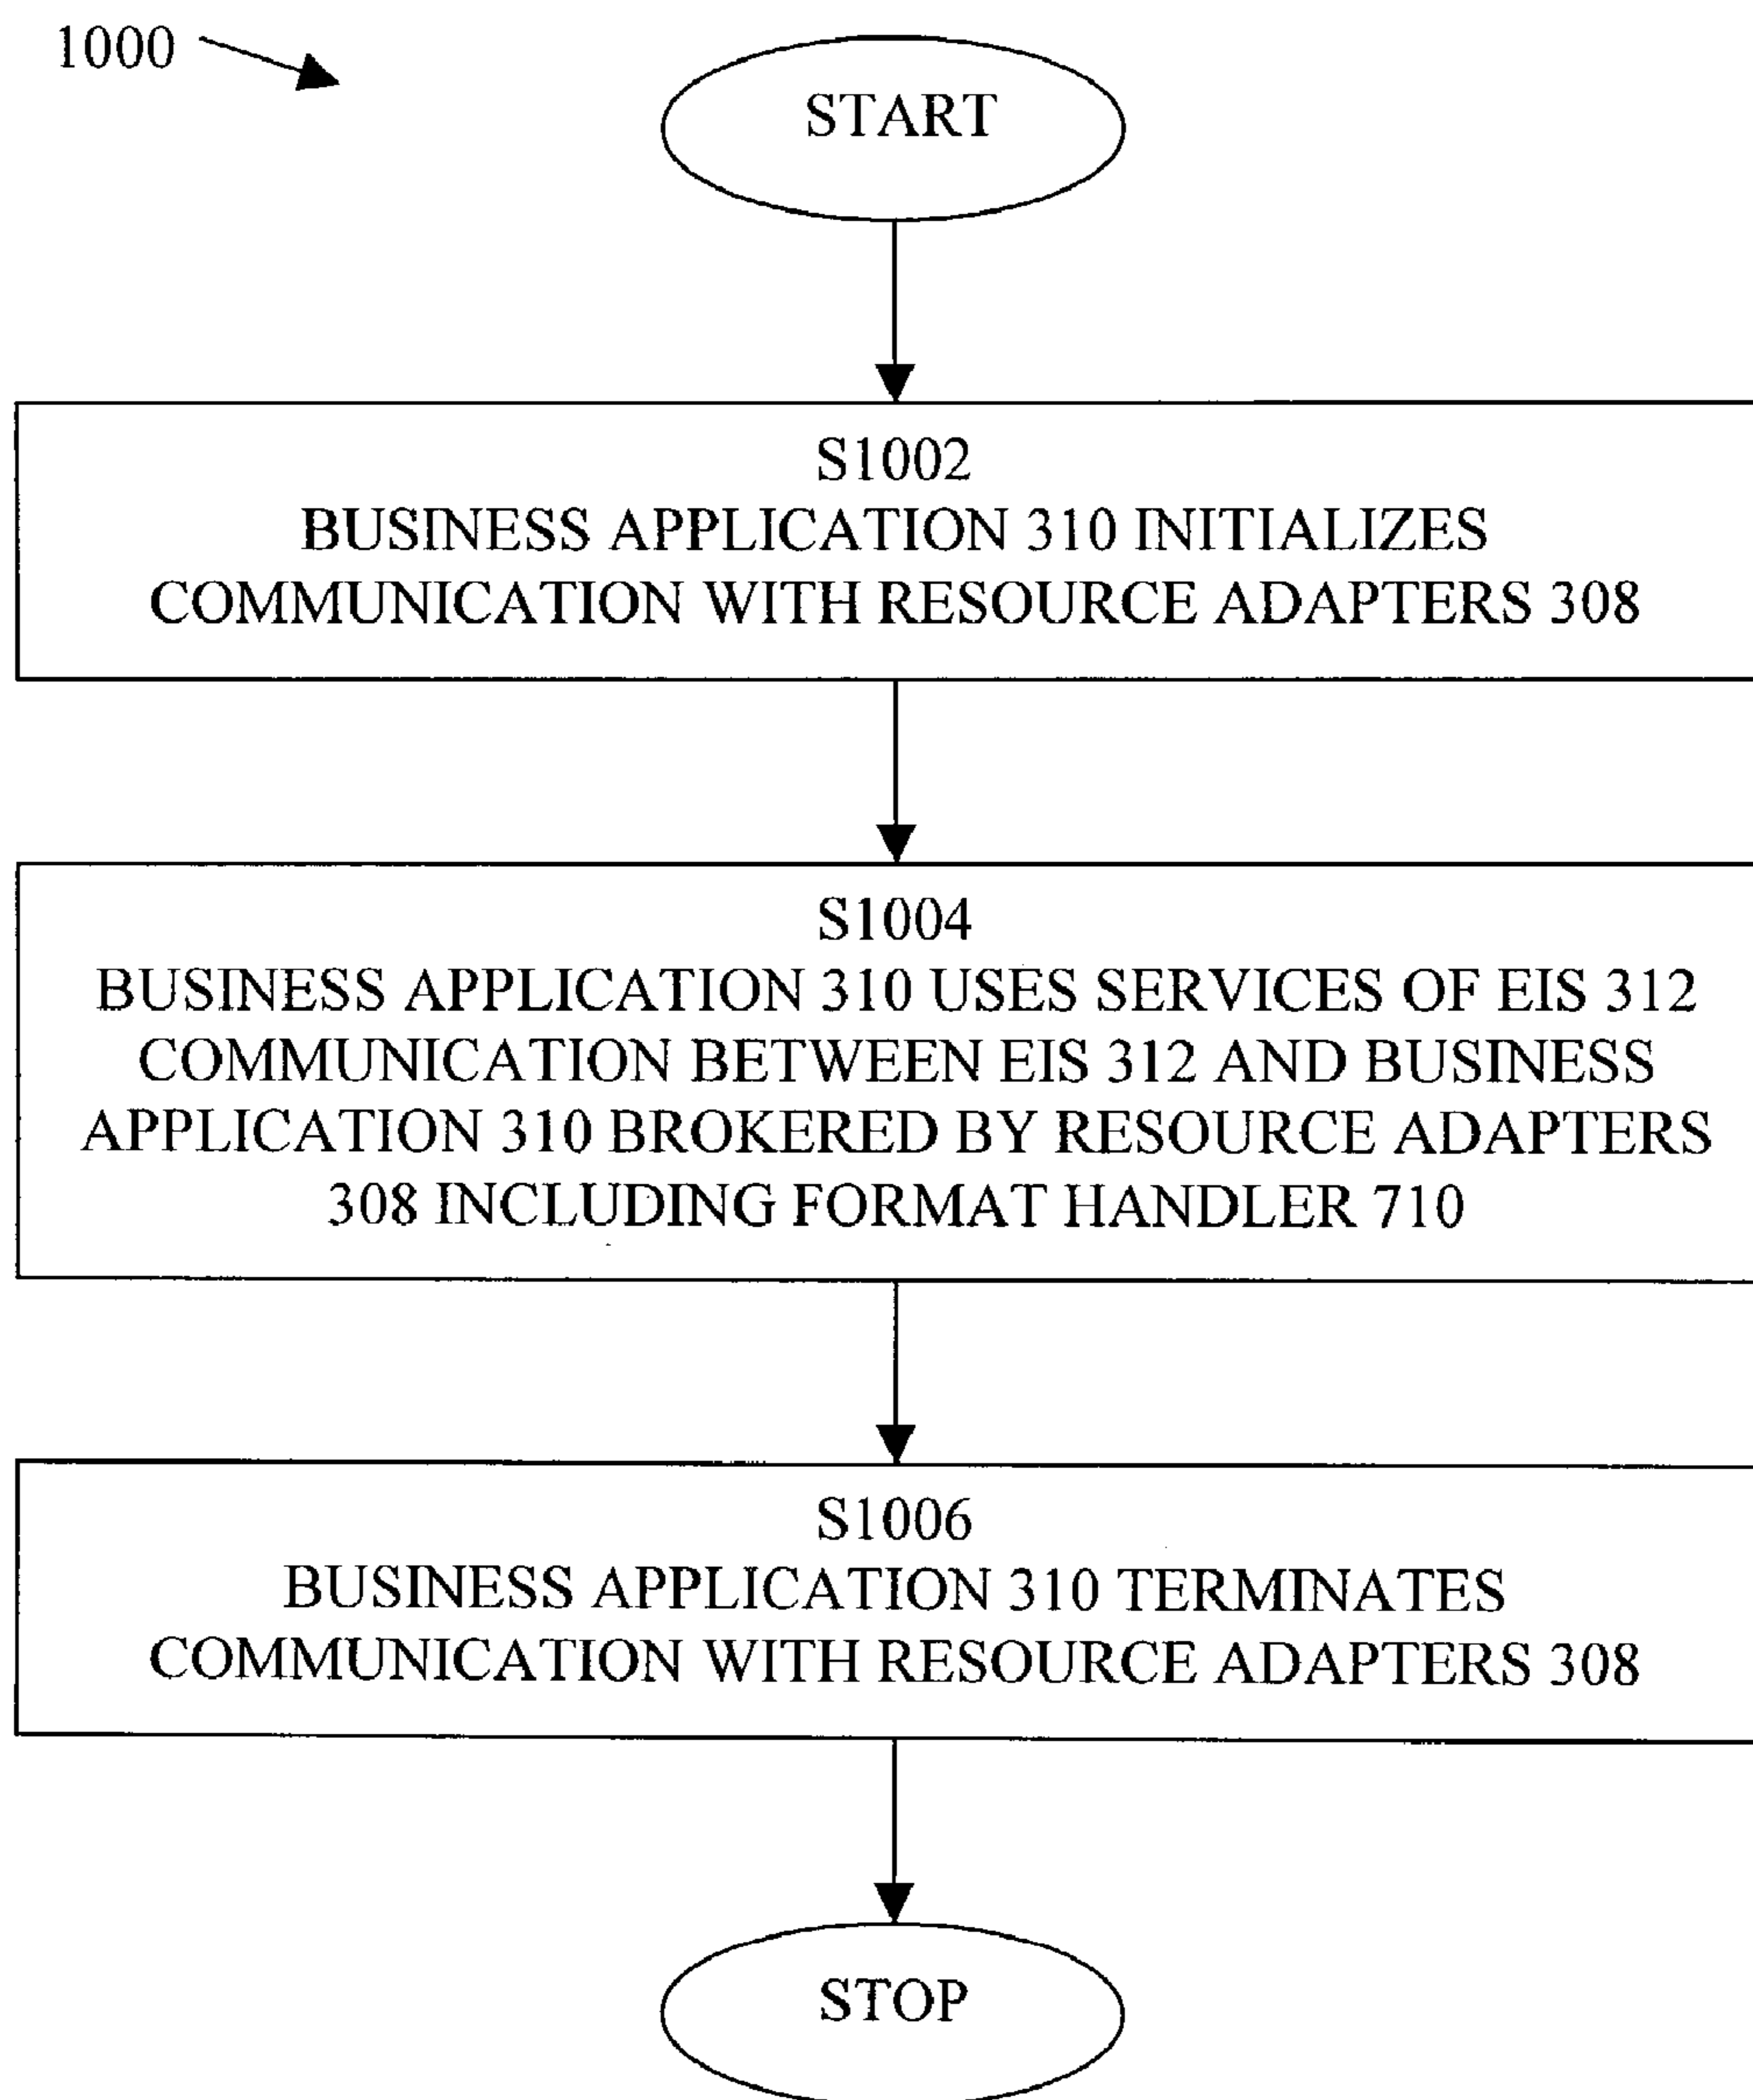 1000
START
S1002
BUSINESS APPLICATION 310 INITIALIZES
COMMUNICATION WITH RESOURCE ADAPTERS 308
S1004
BUSINESS APPLICATION 310 USES SERVICES OF EIS 312
COMMUNICATION BETWEEN EIS 312 AND BUSINESS
APPLICATION 310 BROKERED BY RESOURCE ADAPTERS
308 INCLUDING FORMAT HANDLER 710
S1006
BUSINESS APPLICATION 310 TERMINATES
COMMUNICATION WITH RESOURCE ADAPTERS 308
STOP